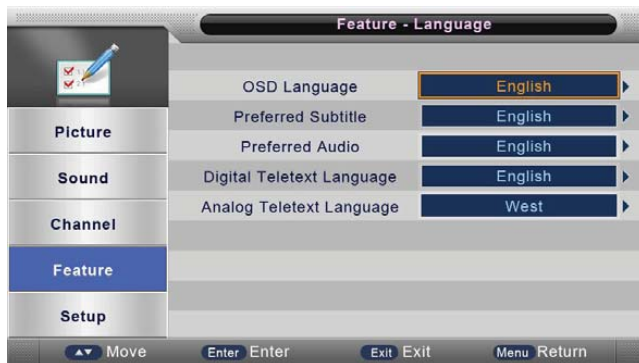 Feature - Language
OSD Language English
Preferred Subtitle English
Preferred Audio English
Digital Teletext Language English
Analog Teletext Language West
Picture
Sound
Channel
Feature
Setup
Move Enter Enter Exit Exit Menu Return